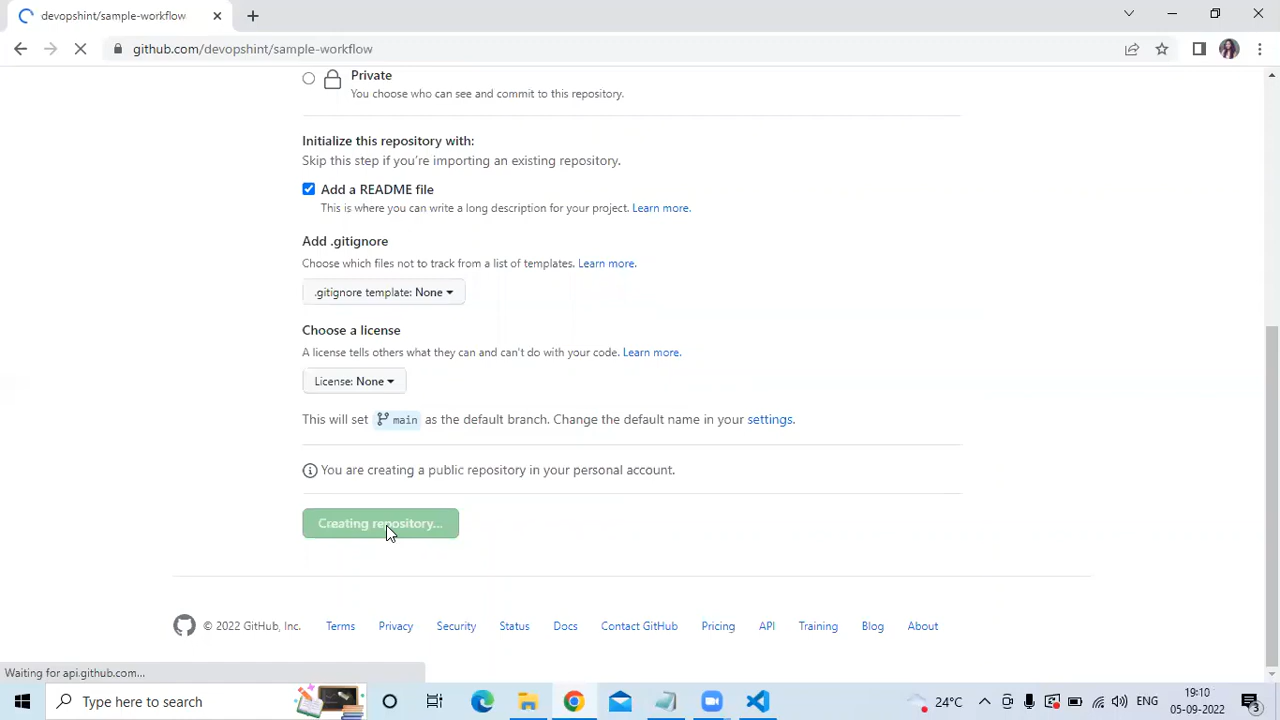 devopshint/sample-workflow
github.com/devopshint/sample-workflow
Private
You choose who can see and commit to this repository.
Initialize this repository with:
Skip this step if you're importing an existing repository.
Add a README file
This is where you can write a long description for your project. Learn more.
Add .gitignore
Choose which files not to track from a list of templates. Learn more.
.gitignore template: None
Choose a license
A license tells others what they can and can't do with your code. Learn more.
License: None
This will set main as the default branch. Change the default name in your settings.
You are creating a public repository in your personal account.
Creating repository...
© 2022 GitHub, Inc. Terms Privacy Security Status Docs Contact GitHub Pricing API Training Blog About
Waiting for api.github.com...
Type here to search
24°C
ENG
19:10
05-09-2022
3